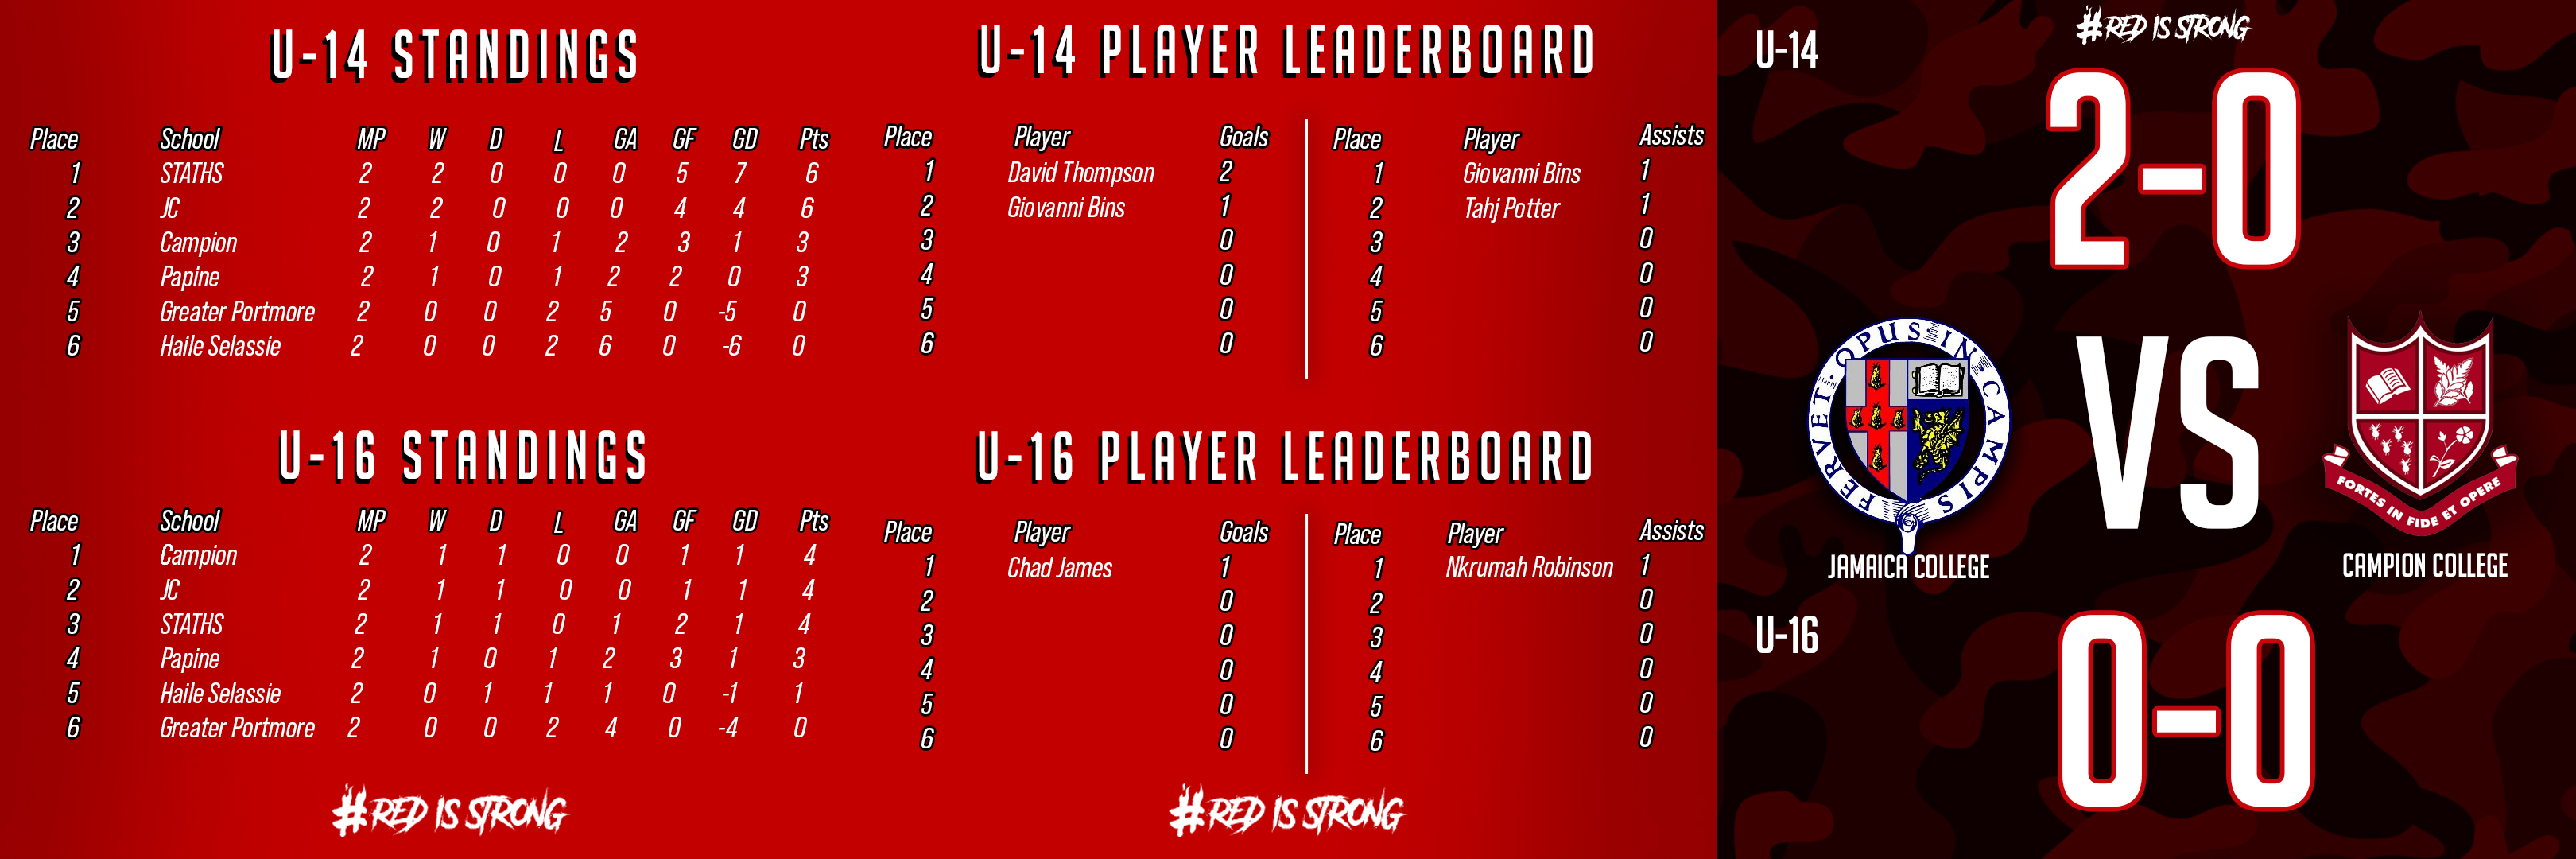 U-14 STANDINGS
Place School MP W D L GA GF GD Pts
1 STATHS 2 2 0 0 0 5 7 6
2 JC 2 2 0 0 0 4 4 6
3 Campion 2 1 0 1 2 3 1 3
4 Papine 2 1 0 1 2 2 0 3
5 Greater Portmore 2 0 0 2 5 0 -5 0
6 Haile Selassie 2 0 0 2 6 0 -6 0
U-16 STANDINGS
Place School MP W D L GA GF GD Pts
1 Campion 2 1 1 0 0 1 1 4
2 JC 2 1 1 0 0 1 1 4
3 STATHS 2 1 1 0 1 2 1 4
4 Papine 2 1 0 1 2 3 1 3
5 Haile Selassie 2 0 1 1 1 0 -1 1
6 Greater Portmore 2 0 0 2 4 0 -4 0
#RED IS STRONG
U-14 PLAYER LEADERBOARD
Place Player Goals Place Player Assists
1 David Thompson 2 1 Giovanni Bins 1
2 Giovanni Bins 1 2 Tahj Potter 1
3 0 3 0
4 0 4 0
5 0 5 0
6 0 6 0
U-16 PLAYER LEADERBOARD
Place Player Goals Place Player Assists
1 Chad James 1 1 Nkrumah Robinson 1
2 0 2 0
3 0 3 0
4 0 4 0
5 0 5 0
6 0 6 0
#RED IS STRONG
#RED IS STRONG
U-14
2-0
FERVET OPUS IN CAMPIS
JAMAICA COLLEGE
VS
FORTES IN FIDE ET OPERE
CAMPION COLLEGE
U-16
0-0